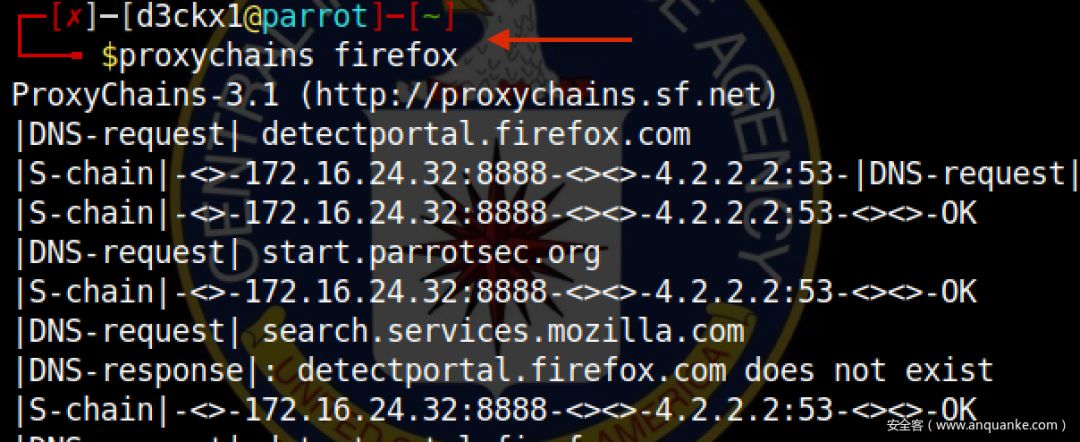 [✗]─[d3ckx1@parrot]─[~]
$proxychains firefox
ProxyChains-3.1 (http://proxychains.sf.net)
|DNS-request| detectportal.firefox.com
|S-chain|-<>-172.16.24.32:8888-<><>-4.2.2.2:53-|DNS-request|
|S-chain|-<>-172.16.24.32:8888-<><>-4.2.2.2:53-<><>-OK
|DNS-request| start.parrotsec.org
|S-chain|-<>-172.16.24.32:8888-<><>-4.2.2.2:53-<><>-OK
|DNS-request| search.services.mozilla.com
|DNS-response|: detectportal.firefox.com does not exist
|S-chain|-<>-172.16.24.32:8888-<><>-4.2.2.2:53-<><>-OK
CENTRAL
AGENCY
安全客(www.anquanke.com)